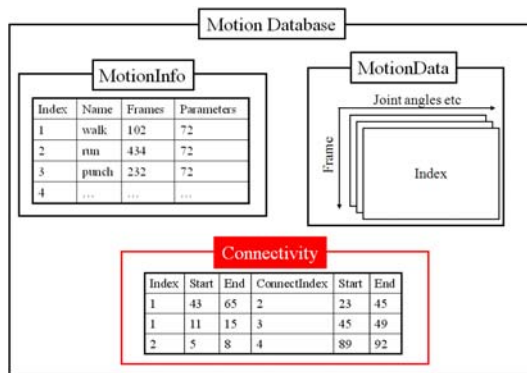 Motion Database
MotionInfo
Index Name Frames Parameters
1 walk 102 72
2 run 434 72
3 punch 232 72
4 ... ... ...
MotionData
Joint angles etc
Frame
Index
Connectivity
Index Start End ConnectIndex Start End
1 43 65 2 23 45
1 11 15 3 45 49
2 5 8 4 89 92